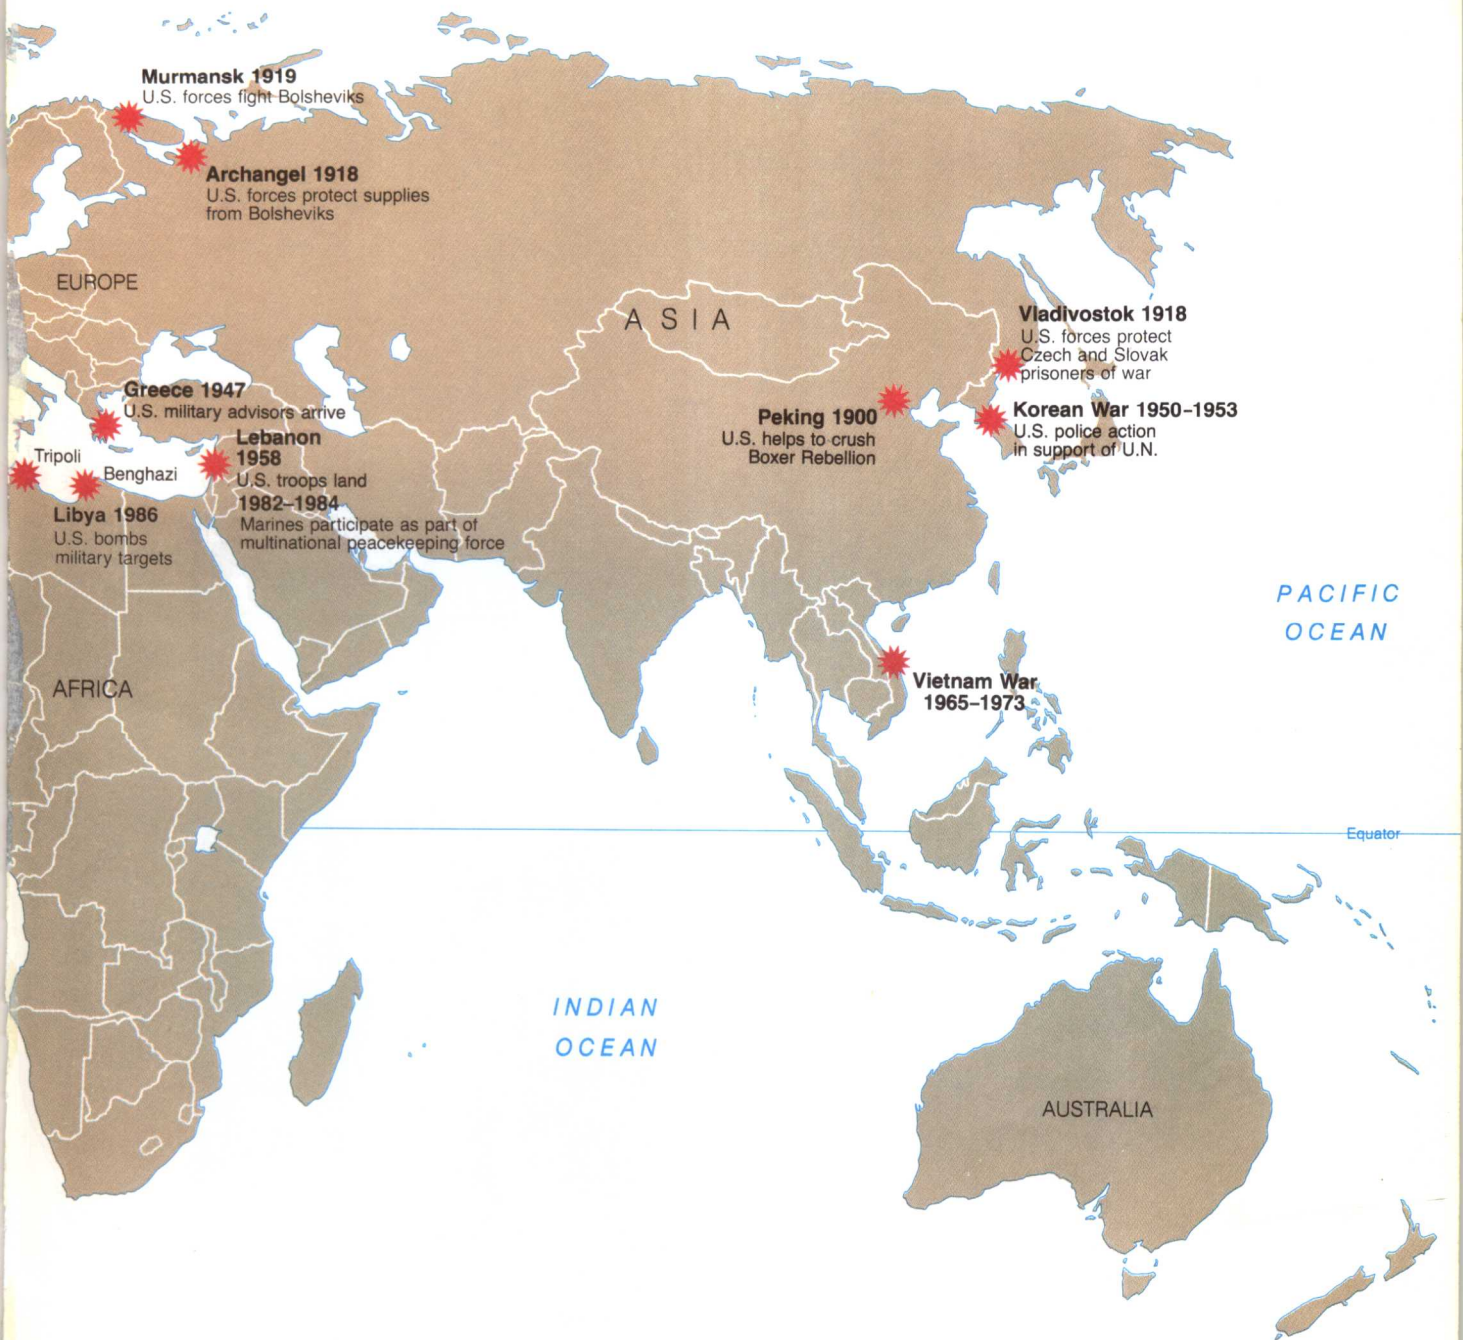 Murmansk 1919
U.S. forces fight Bolsheviks
Archangel 1918
U.S. forces protect supplies
from Bolsheviks
EUROPE
ASIA
Vladivostok 1918
U.S. forces protect
Czech and Slovak
prisoners of war
Greece 1947
U.S. military advisors arrive
Peking 1900
U.S. helps to crush
Boxer Rebellion
Korean War 1950–1953
U.S. police action
in support of U.N.
Lebanon
1958
U.S. troops land
1982–1984
Marines participate as part of
multinational peacekeeping force
Tripoli
Benghazi
Libya 1986
U.S. bombs
military targets
PACIFIC
OCEAN
AFRICA
Vietnam War
1965–1973
Equator
INDIAN
OCEAN
AUSTRALIA